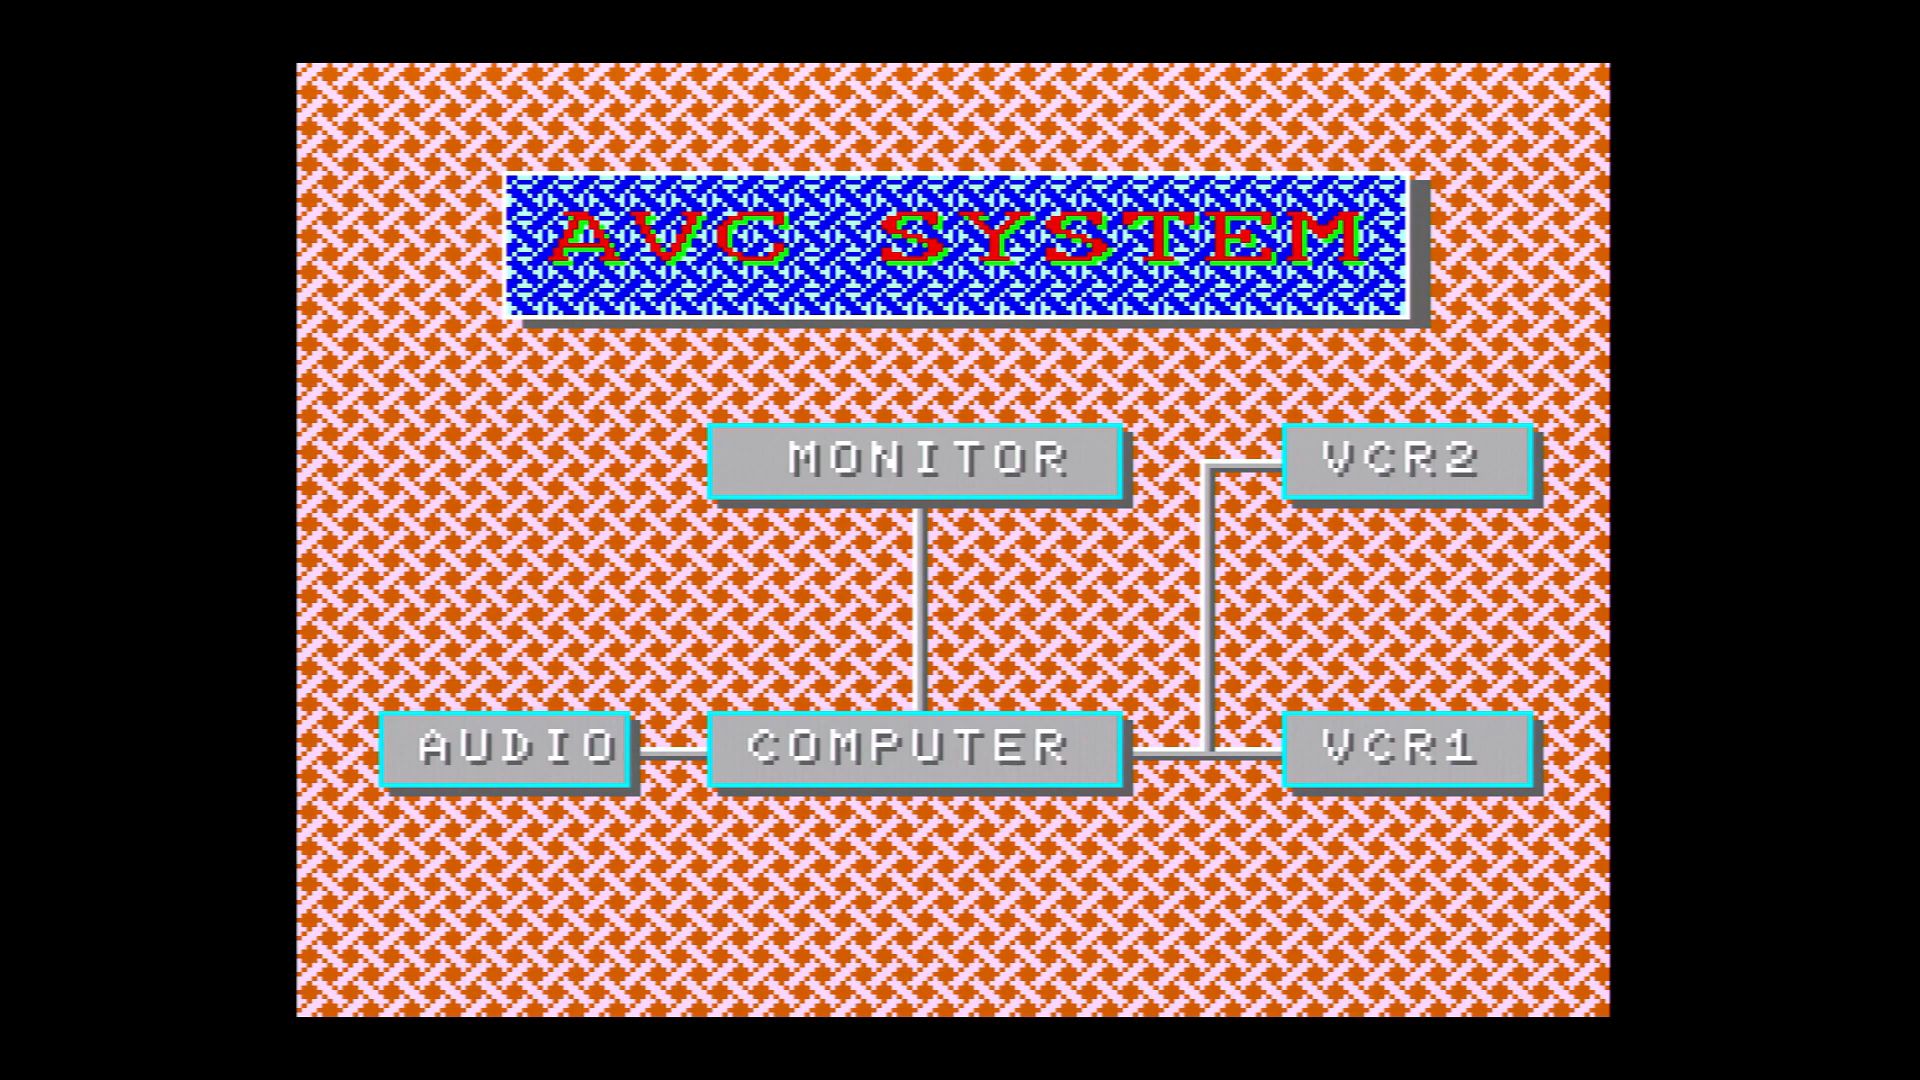 AVC SYSTEM
MONITOR
VCR2
AUDIO
COMPUTER
VCR1